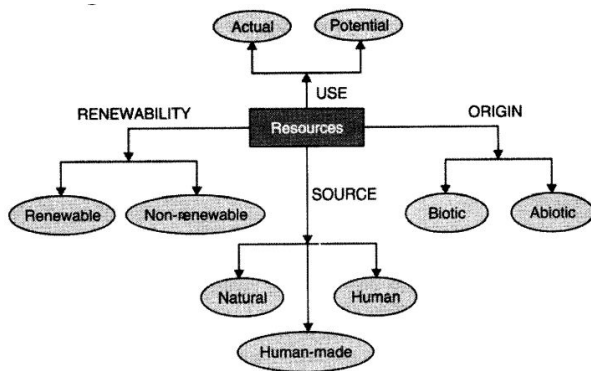 Actual
Potential
USE
RENEWABILITY
Resources
ORIGIN
Renewable
Non-renewable
SOURCE
Biotic
Abiotic
Natural
Human
Human-made